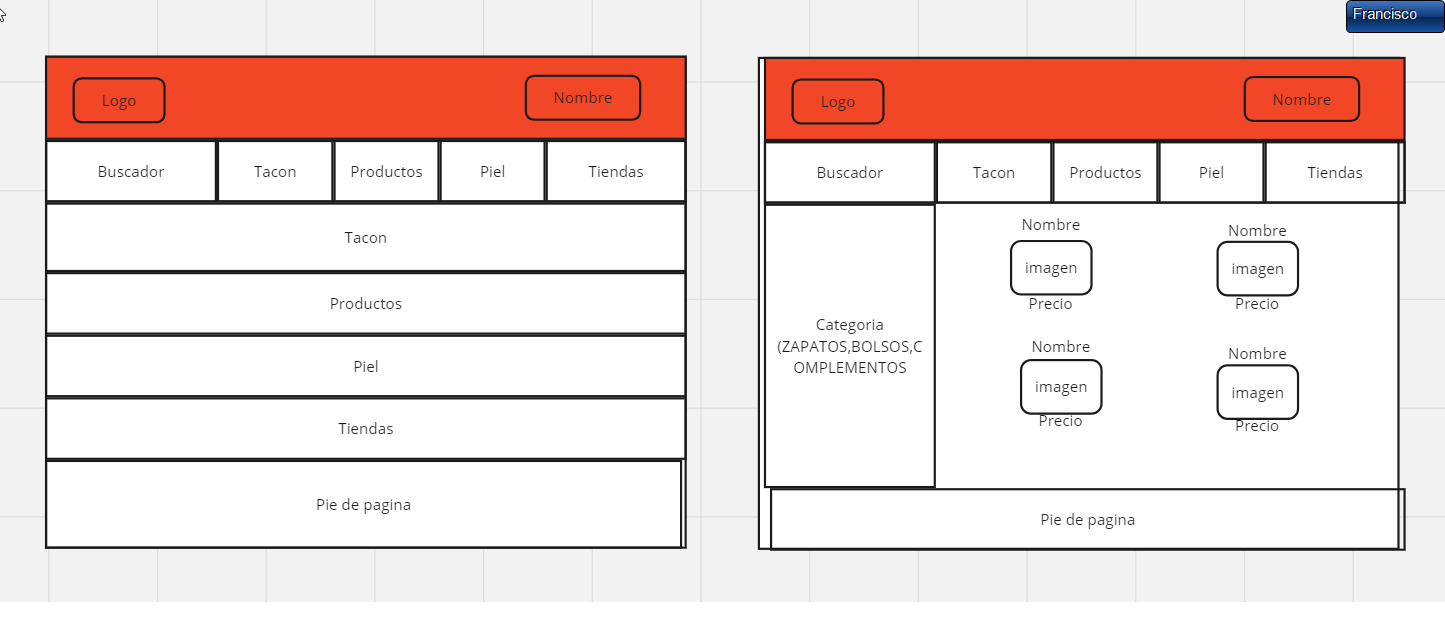 Francisco
Logo
Nombre
Buscador
Tacon
Productos
Piel
Tiendas
Tacon
Productos
Piel
Tiendas
Pie de pagina
Logo
Nombre
Buscador
Tacon
Productos
Piel
Tiendas
Categoria
(ZAPATOS,BOLSOS,C
OMPLEMENTOS
Nombre
imagen
Precio
Nombre
imagen
Precio
Nombre
imagen
Precio
Nombre
imagen
Precio
Pie de pagina